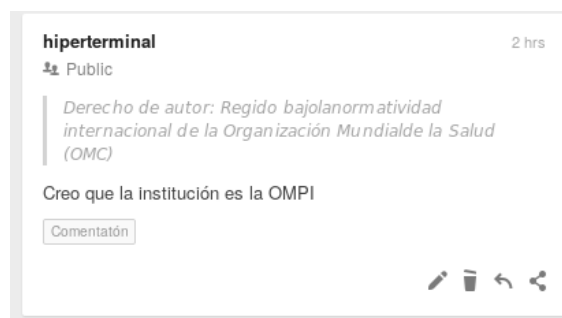 hiperterminal
2 hrs
Public
Derecho de autor: Regido bajolanormatividad
internacional de la Organización Mundialde la Salud
(OMC)
Creo que la institución es la OMPI
Comentatón